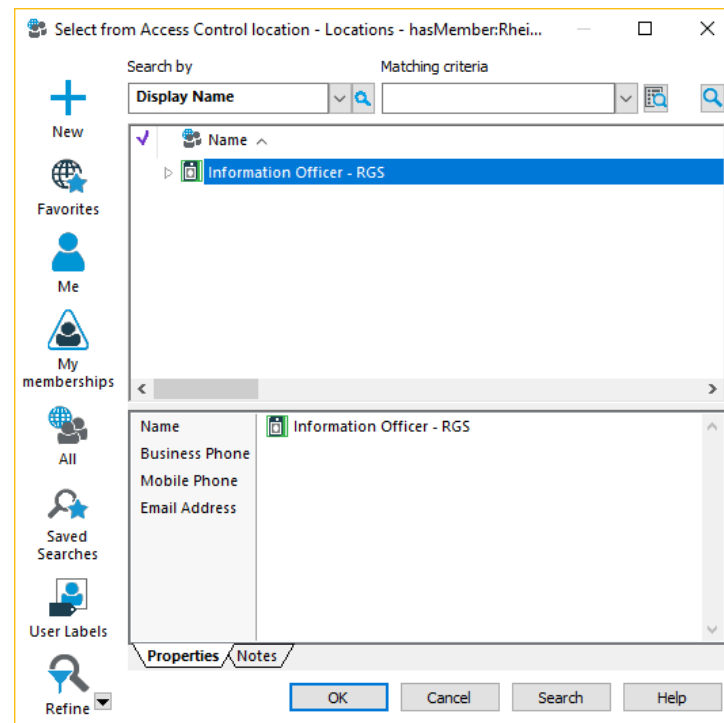 Select from Access Control location - Locations - hasMember:Rhei...
Search by
Matching criteria
Display Name
New
Name
Information Officer - RGS
Favorites
Me
My
memberships
All
Name
Information Officer - RGS
Business Phone
Mobile Phone
Email Address
Saved
Searches
User Labels
Properties
Notes
Refine
OK
Cancel
Search
Help